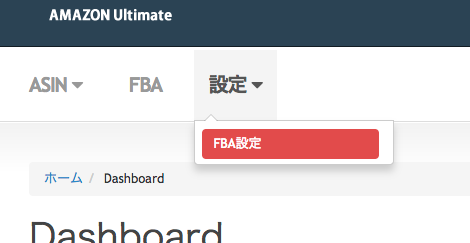 AMAZON Ultimate
ASIN FBA 設定
FBA設定
ホーム / Dashboard
Dashboard